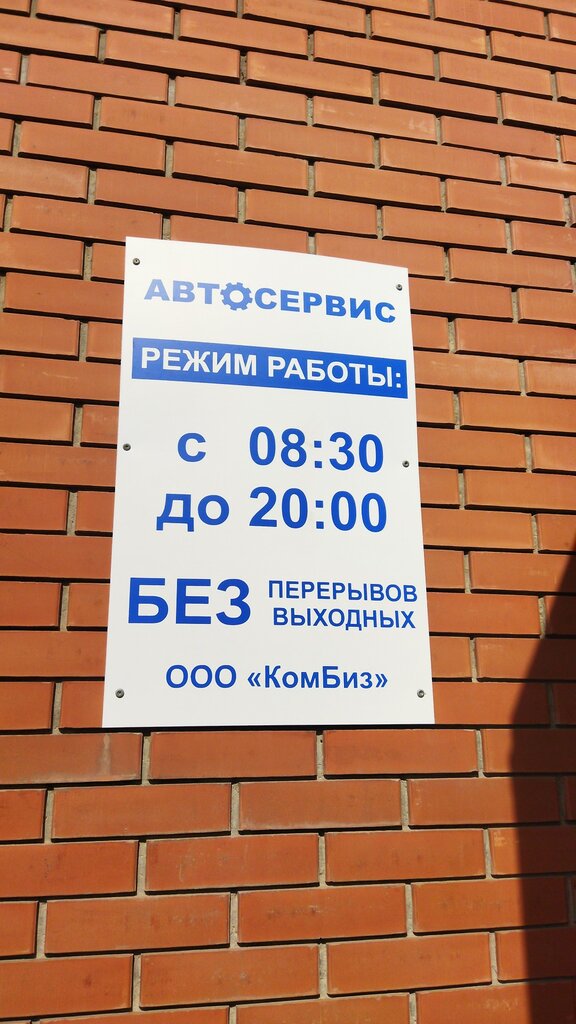 АВТОСЕРВИС
РЕЖИМ РАБОТЫ:
с 08:30
до 20:00
БЕЗ ПЕРЕРЫВОВ
ВЫХОДНЫХ
ООО «КомБиз»